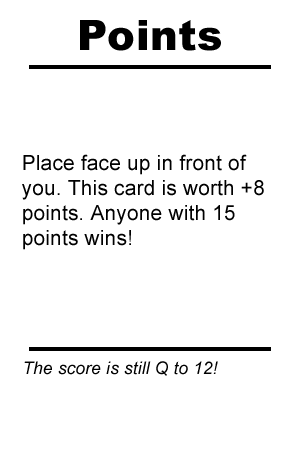 Points
Place face up in front of
you. This card is worth +8
points. Anyone with 15
points wins!
The score is still Q to 12!